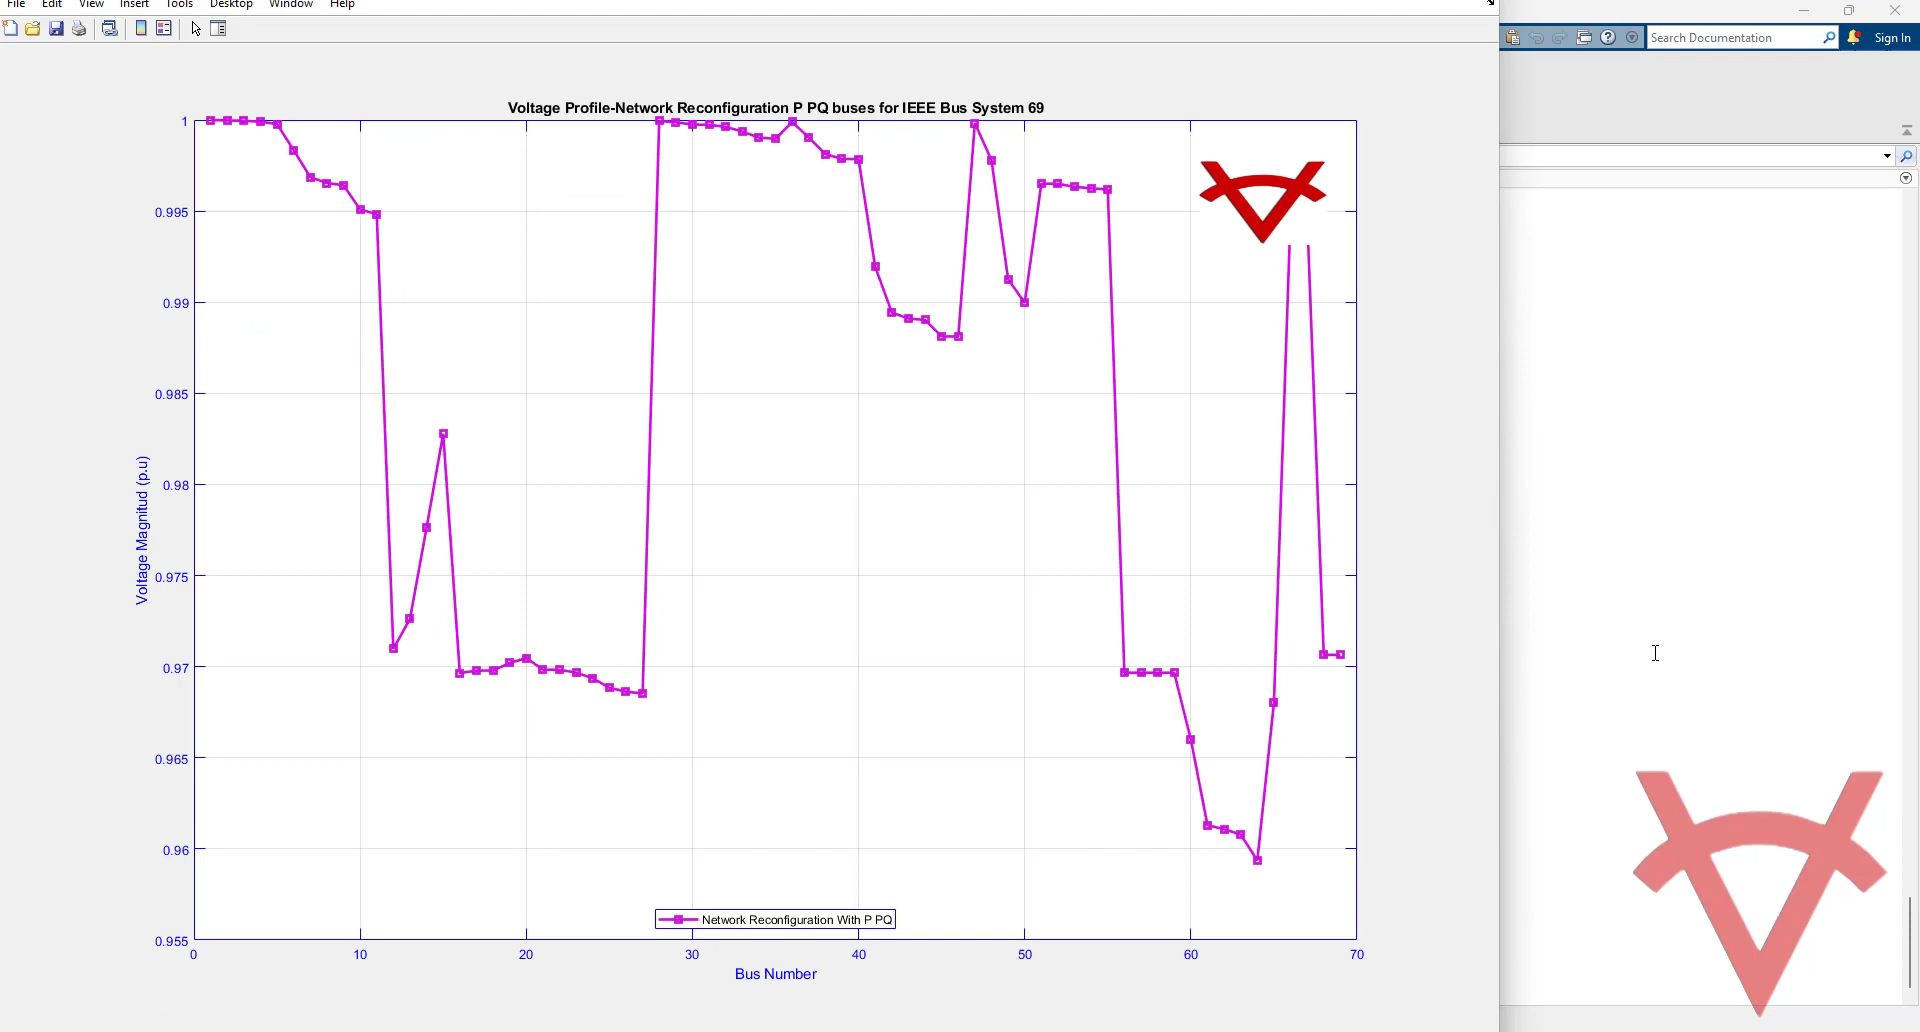 File Edit View Insert Tools Desktop Window Help
Search Documentation
Sign In
Voltage Profile-Network Reconfiguration P PQ buses for IEEE Bus System 69
1
0.995
0.99
0.985
0.98
0.975
0.97
0.965
0.96
0.955
Voltage Magnitud (p.u)
Network Reconfiguration With P PQ
0 10 20 30 40 50 60 70
Bus Number